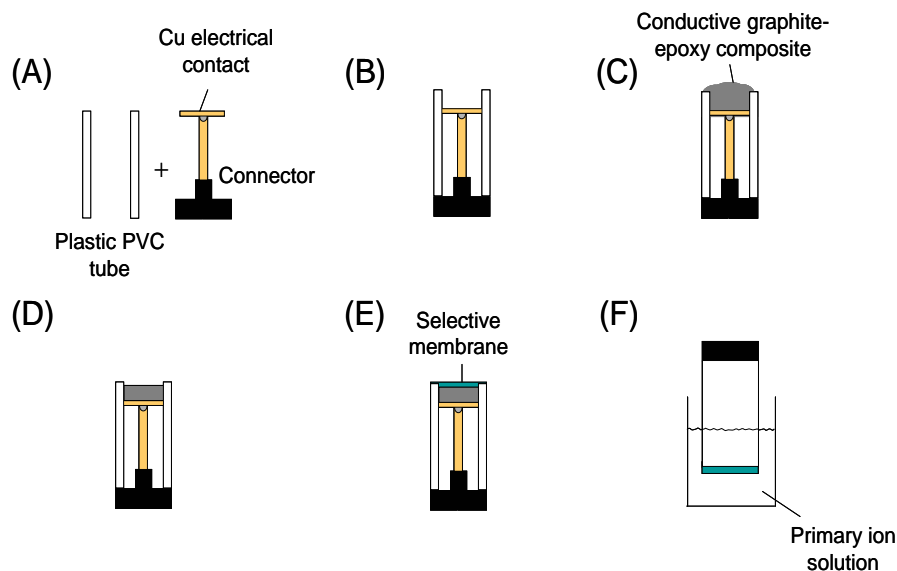 (A)
Cu electrical
contact
+
Connector
Plastic PVC
tube
(B)
(C)
Conductive graphite-
epoxy composite
(D)
(E)
Selective
membrane
(F)
Primary ion
solution